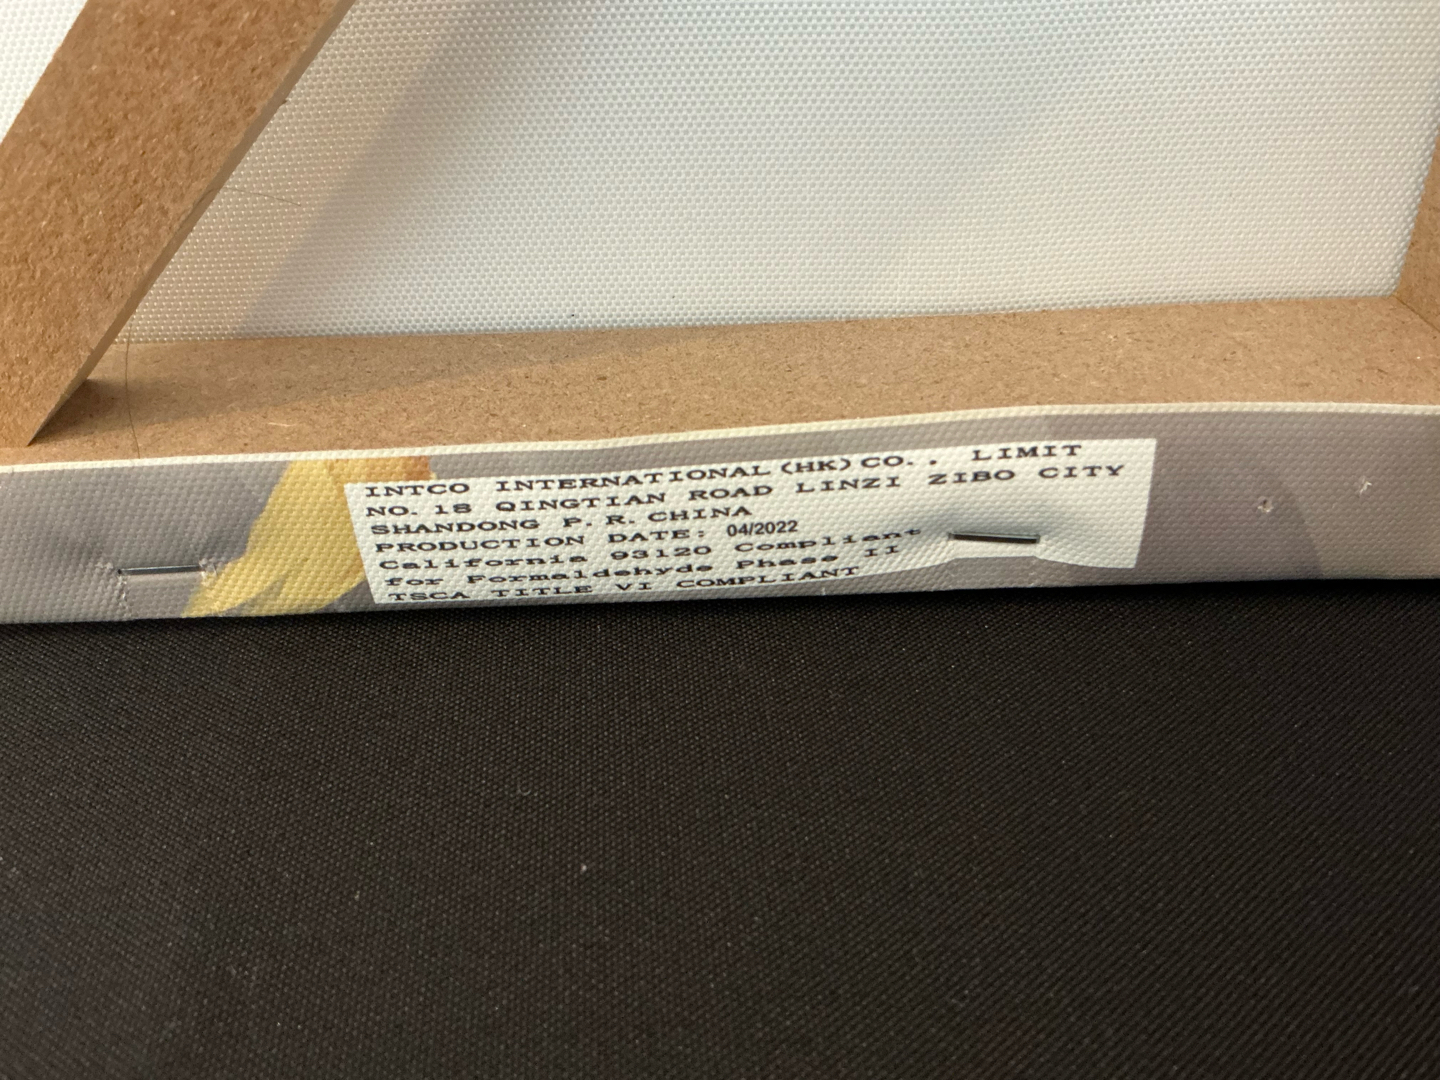 INTCO INTERNATIONAL (HK) CO. , LIMIT
NO. 18 QINGTIAN ROAD LINZI ZIBO CITY
SHANDONG P. R. CHINA
PRODUCTION DATE: 04/2022
California 93120 Compliant
for Formaldehyde Phase II
TSCA TITLE VI COMPLIANT